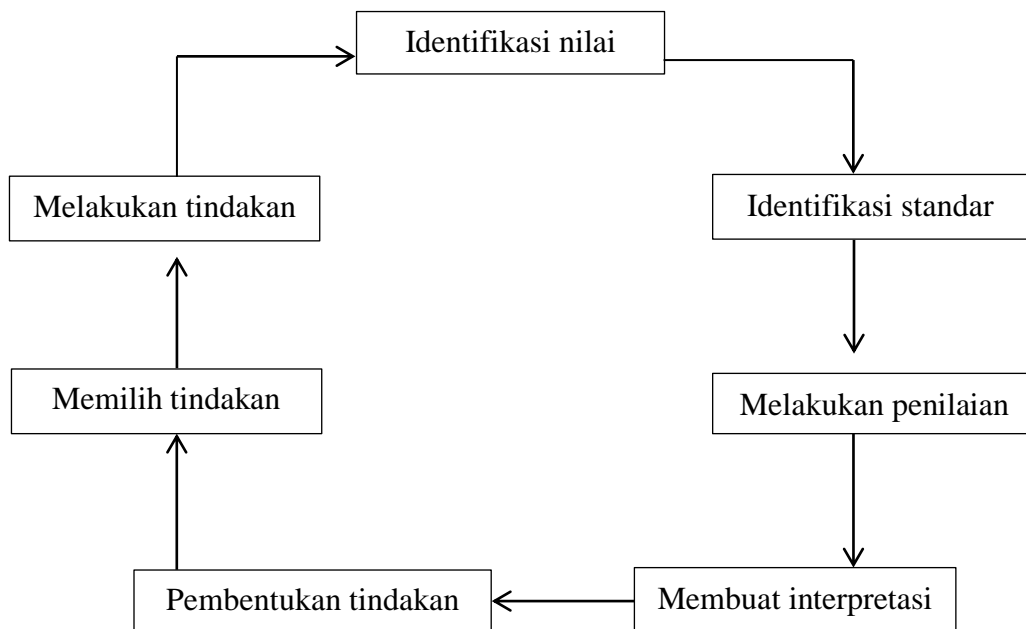 Identifikasi nilai
Identifikasi standar
Melakukan penilaian
Membuat interpretasi
Pembentukan tindakan
Memilih tindakan
Melakukan tindakan